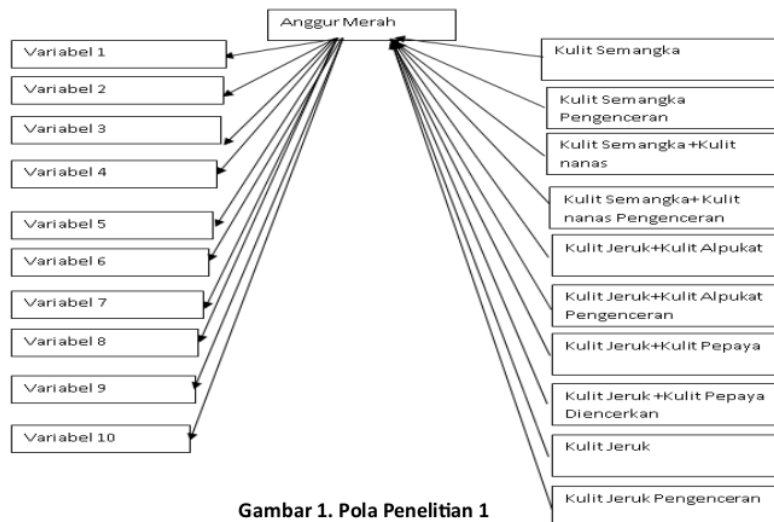 Anggur Merah
Variabel 1
Variabel 2
Variabel 3
Variabel 4
Variabel 5
Variabel 6
Variabel 7
Variabel 8
Variabel 9
Variabel 10
Kulit Semangka
Kulit Semangka
Pengenceran
Kulit Semangka +Kulit
nanas
Kulit Semangka+ Kulit
nanas Pengenceran
Kulit Jeruk+Kulit Alpukat
Kulit Jeruk+Kulit Alpukat
Pengenceran
Kulit Jeruk+Kulit Pepaya
Kulit Jeruk +Kulit Pepaya
Diencerkan
Kulit Jeruk
Kulit Jeruk Pengenceran
Gambar 1. Pola Penelitian 1